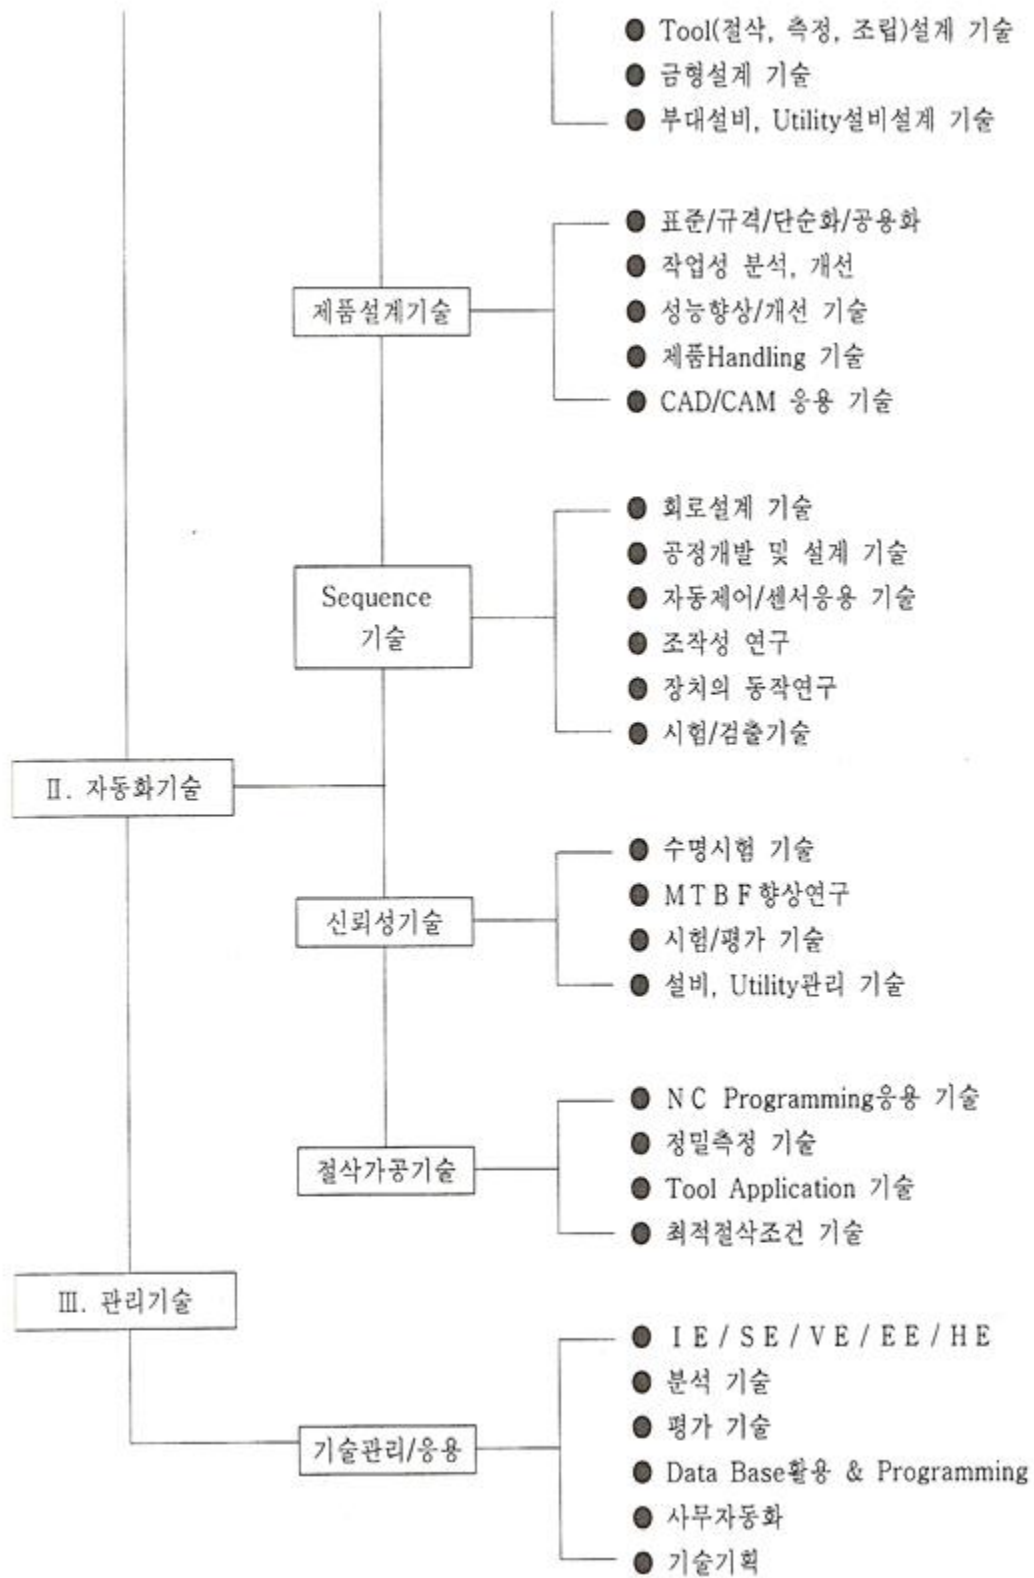 Tool(절삭, 측정, 조립)설계 기술
금형설계 기술
부대설비, Utility설비설계 기술
제품설계기술
표준/규격/단순화/공용화
작업성 분석, 개선
성능향상/개선 기술
제품Handling 기술
CAD/CAM 응용 기술
Sequence
기술
회로설계 기술
공정개발 및 설계 기술
자동제어/센서응용 기술
조작성 연구
장치의 동작연구
시험/검출기술
Ⅱ. 자동화기술
신뢰성기술
수명시험 기술
M T B F 향상연구
시험/평가 기술
설비, Utility관리 기술
절삭가공기술
N C Programming응용 기술
정밀측정 기술
Tool Application 기술
최적절삭조건 기술
Ⅲ. 관리기술
기술관리/응용
I E / S E / V E / E E / H E
분석 기술
평가 기술
Data Base활용 & Programming
사무자동화
기술기획